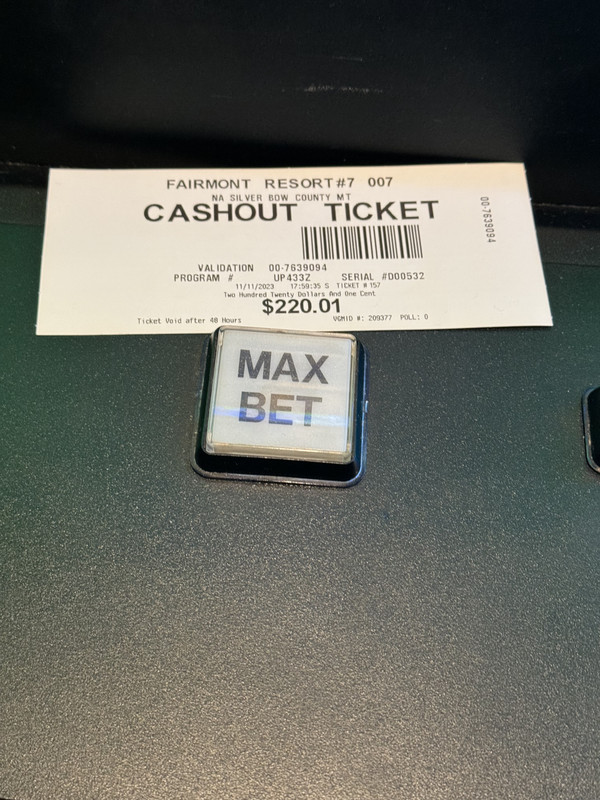 FAIRMONT RESORT#7 007
NA SILVER BOW COUNTY MT
CASHOUT TICKET
00-7639094
VALIDATION 00-7639094
PROGRAM # UP433Z SERIAL #D00532
11/11/2023 17:59:35 S TICKET # 157
Two Hundred Twenty Dollars And One Cent
$220.01
Ticket Void after 48 Hours VGMID #: 209377 POLL: 0
MAX
BET